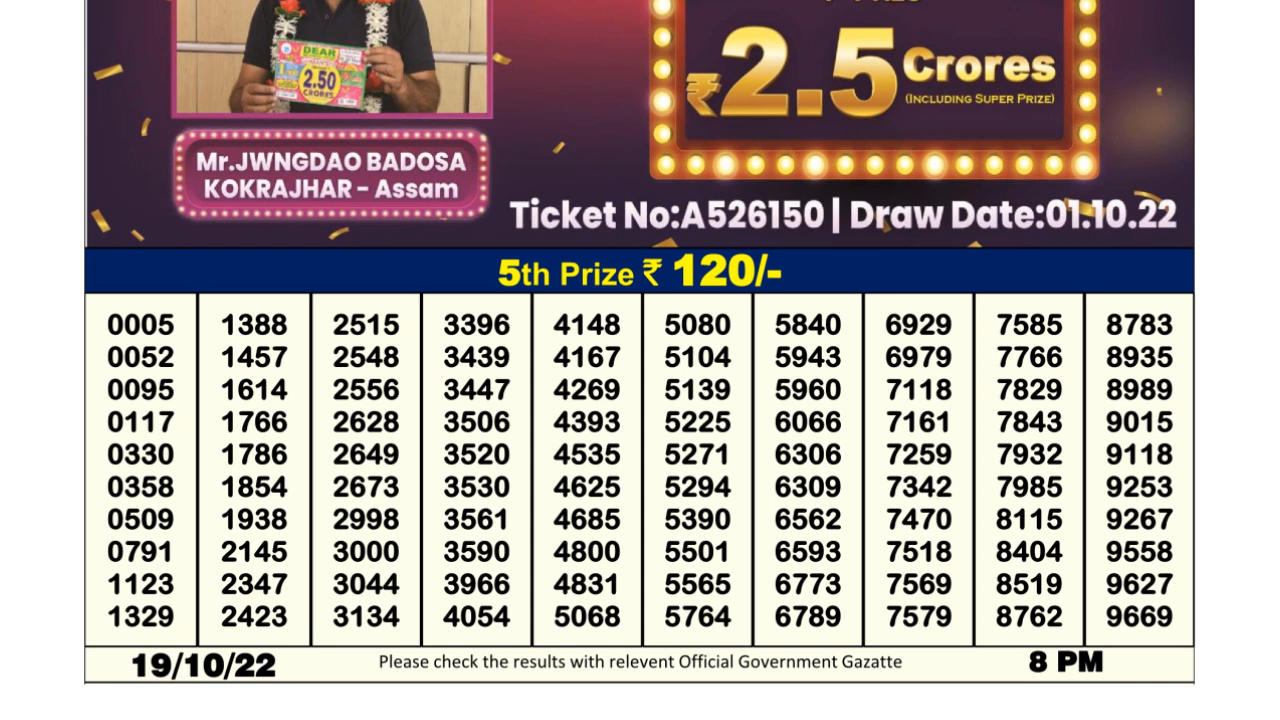 DEAR
2.50
CRORES
₹2.5 Crores
(INCLUDING SUPER PRIZE)
Mr.JWNGDAO BADOSA
KOKRAJHAR – Assam
Ticket No:A526150 | Draw Date:01.10.22
5th Prize ₹ 120/-
0005 1388 2515 3396 4148 5080 5840 6929 7585 8783
0052 1457 2548 3439 4167 5104 5943 6979 7766 8935
0095 1614 2556 3447 4269 5139 5960 7118 7829 8989
0117 1766 2628 3506 4393 5225 6066 7161 7843 9015
0330 1786 2649 3520 4535 5271 6306 7259 7932 9118
0358 1854 2673 3530 4625 5294 6309 7342 7985 9253
0509 1938 2998 3561 4685 5390 6562 7470 8115 9267
0791 2145 3000 3590 4800 5501 6593 7518 8404 9558
1123 2347 3044 3966 4831 5565 6773 7569 8519 9627
1329 2423 3134 4054 5068 5764 6789 7579 8762 9669
19/10/22 Please check the results with relevent Official Government Gazatte 8 PM